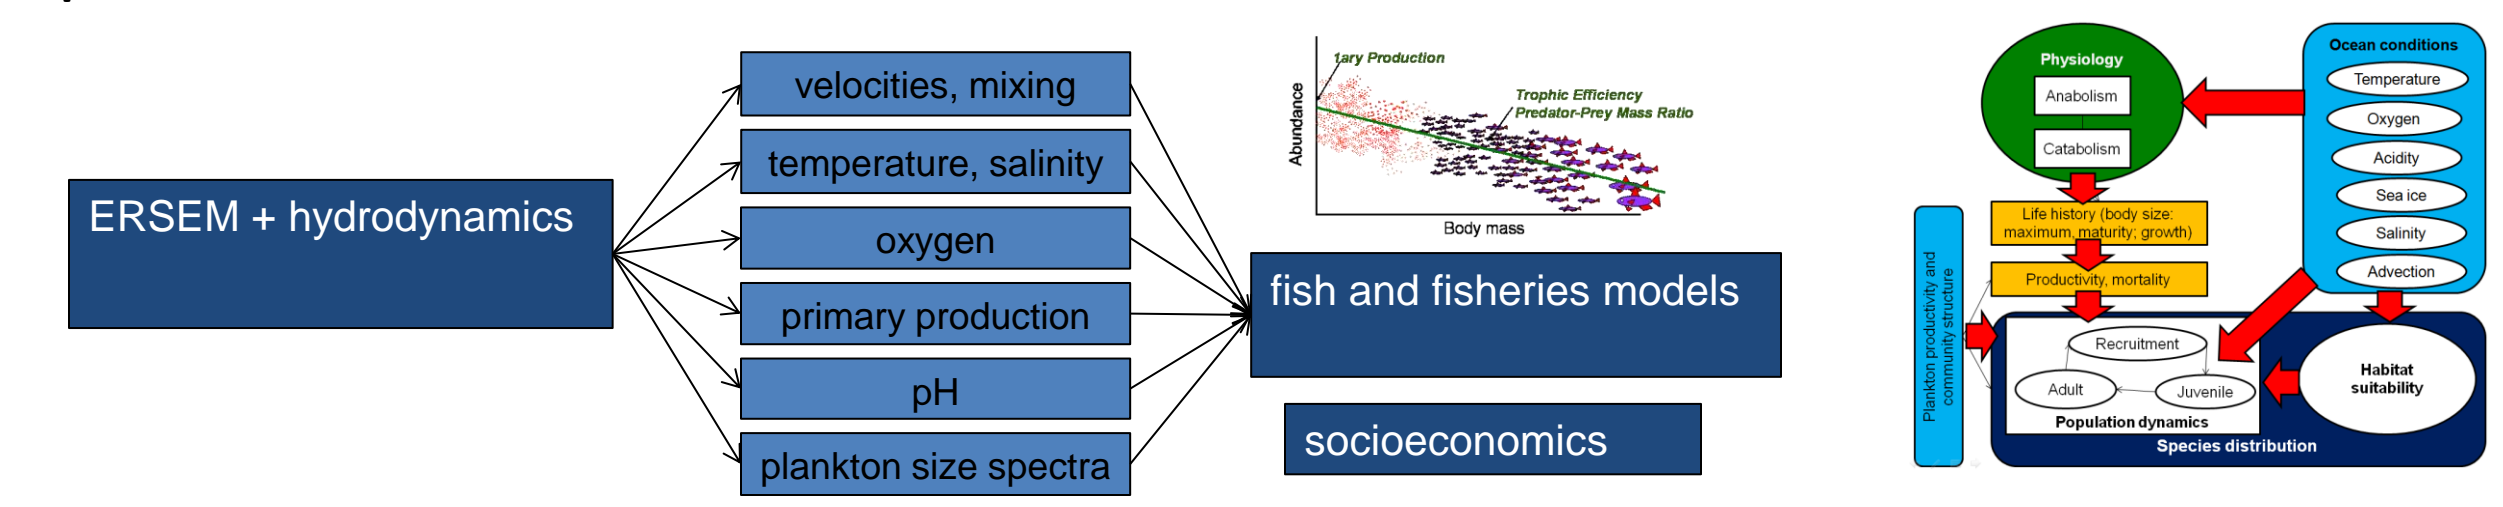 ERSEM + hydrodynamics
velocities, mixing
temperature, salinity
oxygen
primary production
pH
plankton size spectra
1ary Production
Trophic Efficiency
Predator-Prey Mass Ratio
Abundance
Body mass
fish and fisheries models
socioeconomics
Physiology
Anabolism
Catabolism
Life history (body size:
maximum, maturity; growth)
Productivity, mortality
Plankton productivity and
community structure
Recruitment
Adult
Juvenile
Population dynamics
Species distribution
Ocean conditions
Temperature
Oxygen
Acidity
Sea ice
Salinity
Advection
Habitat
suitability